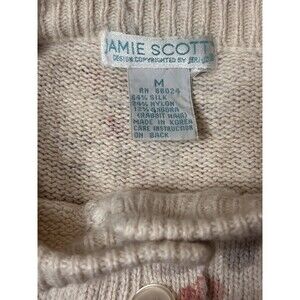 JAMIE SCOTT
DESIGN COPYRIGHTED BY
M
RN 66024
64% SILK
24% NYLON
12% ANGORA
(RABBIT HAIR)
MADE IN KOREA
CARE INSTRUCTION
ON BACK